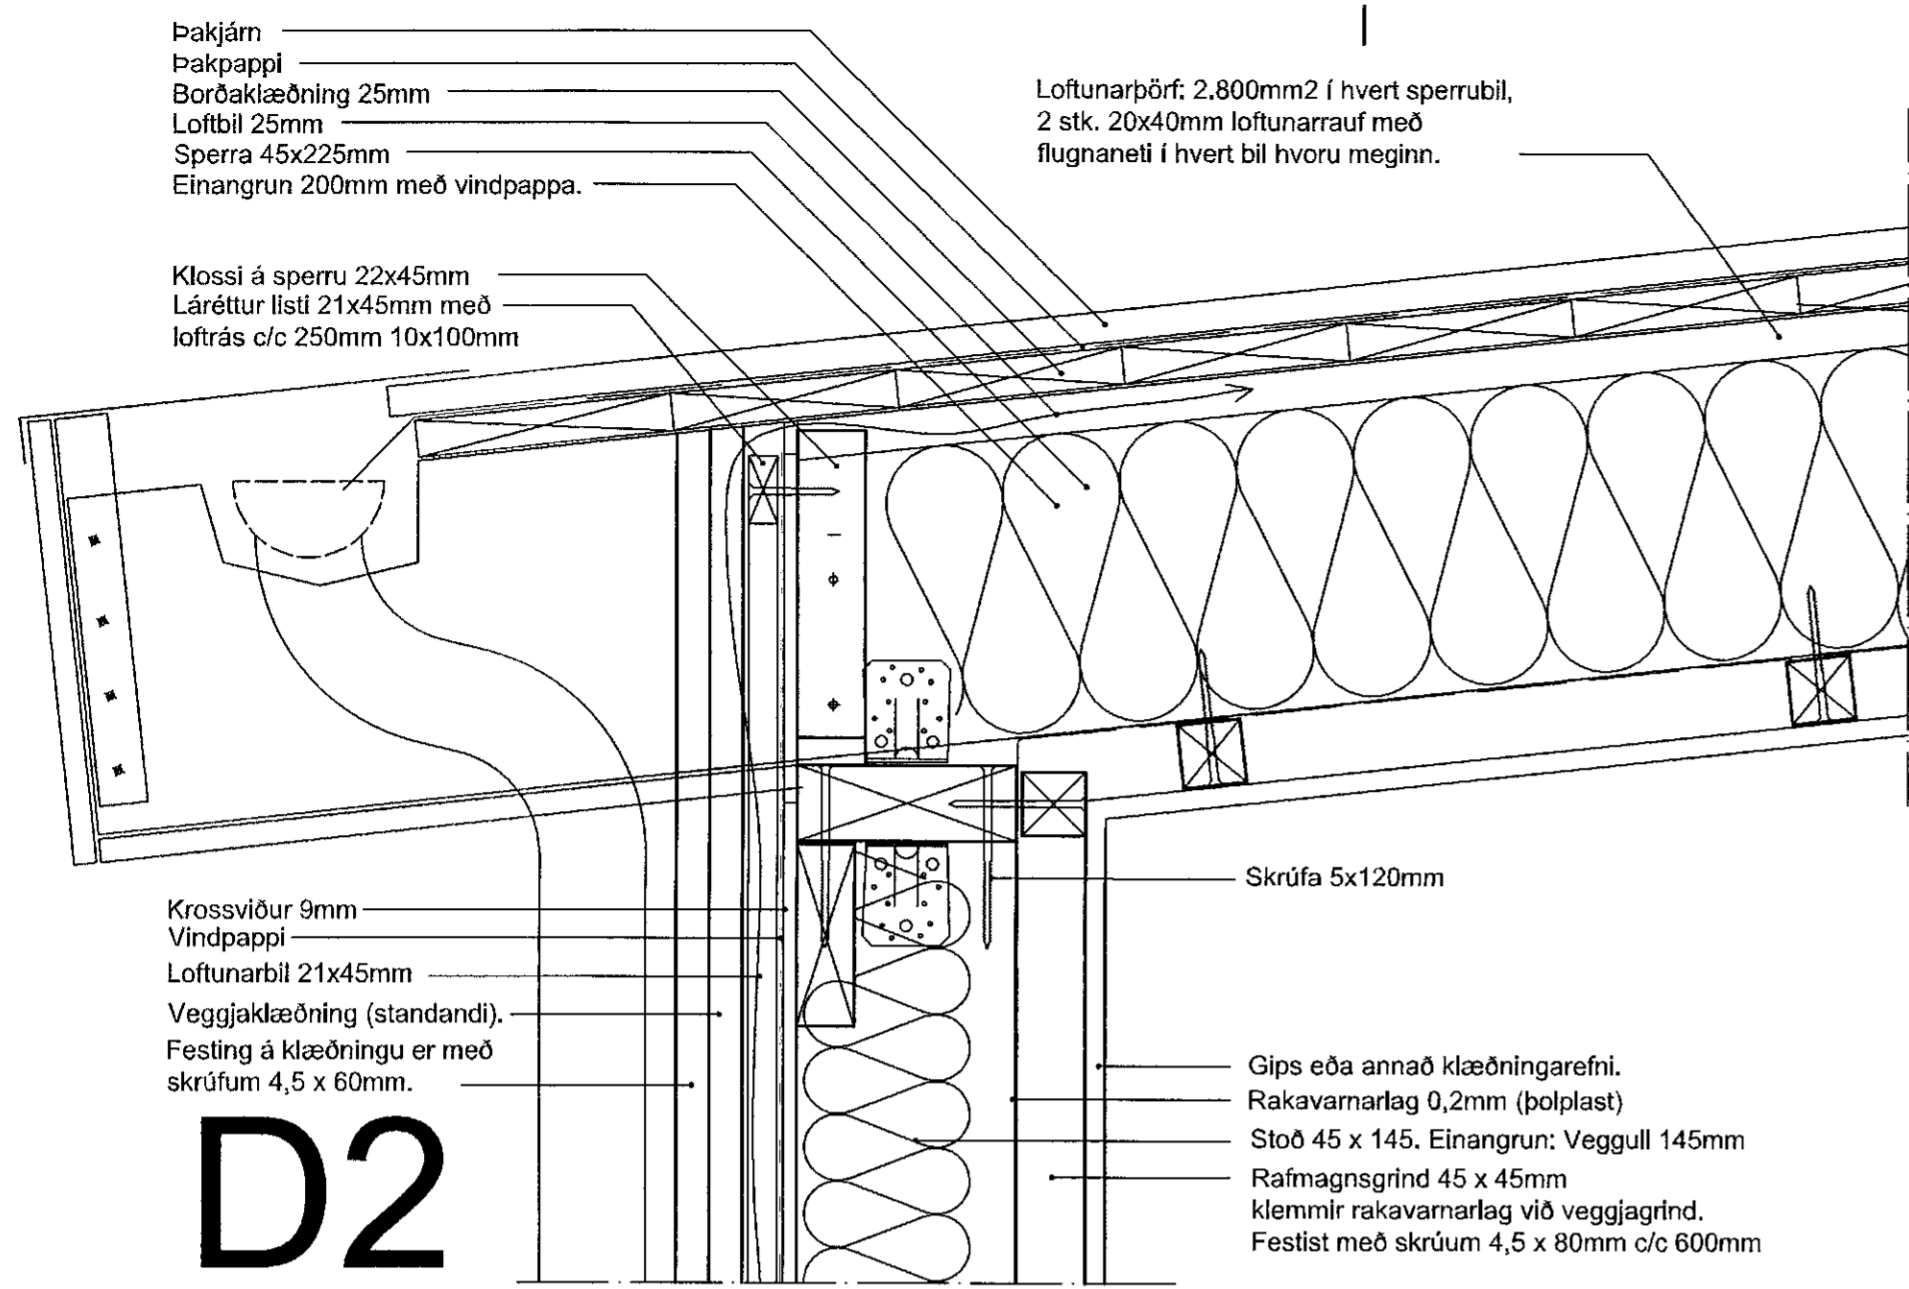 Þakjárn
Þakpappi
Borðaklæðning 25mm
Loftbil 25mm
Sperra 45x225mm
Einangrun 200mm með vindpappa.
Loftunarþörf: 2.800mm2 í hvert sperrubil,
2 stk. 20x40mm loftunarrauf með
flugnaneti í hvert bil hvoru meginn.
Klossi á sperru 22x45mm
Láréttur listi 21x45mm með
loftrás c/c 250mm 10x100mm
Skrúfa 5x120mm
Krossviður 9mm
Vindpappi
Loftunarbil 21x45mm
Veggjaklæðning (standandi).
Festing á klæðningu er með
skrúfum 4,5 x 60mm.
Gips eða annað klæðningarefni.
Rakavarnarlag 0,2mm (þolplast)
Stoð 45 x 145. Einangrun: Veggull 145mm
Rafmagnsgrind 45 x 45mm
klemmir rakavarnarlag við veggjagrind.
Festist með skrúum 4,5 x 80mm c/c 600mm
D2